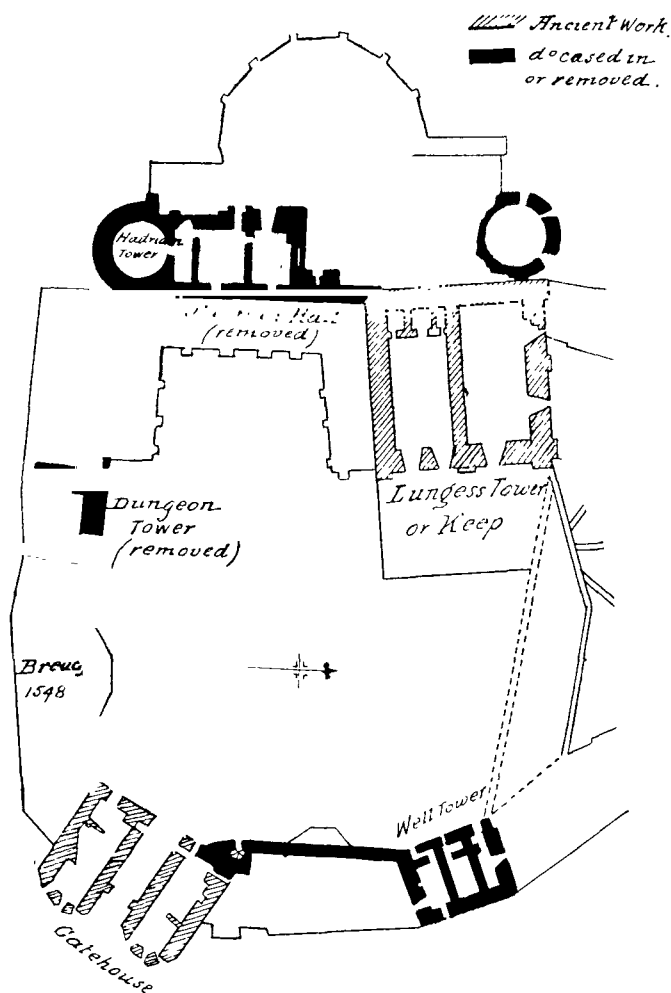 Ancient Work.
do cased in
or removed.
Hadrian
Tower
(removed)
Dungeon
Tower
(removed)
Lungess Tower
or Keep
1548
Well Tower
Gatehouse